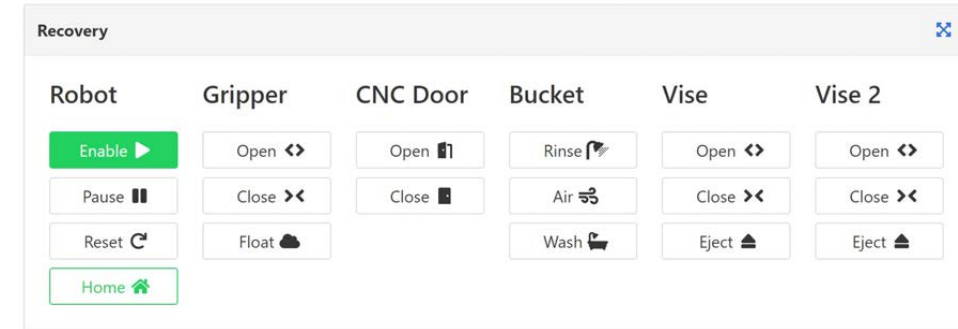 Recovery
Robot Gripper CNC Door Bucket Vise Vise 2
Enable Open Open Rinse Open Open
Pause Close Close Air Close Close
Reset Float Wash Eject Eject
Home